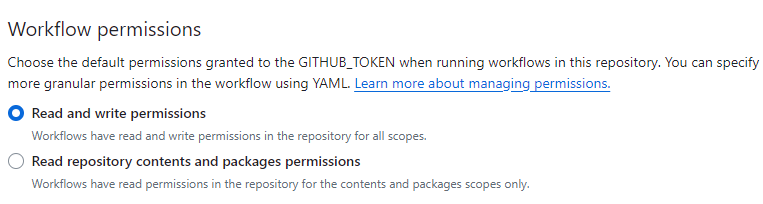 Workflow permissions
Choose the default permissions granted to the GITHUB_TOKEN when running workflows in this repository. You can specify
more granular permissions in the workflow using YAML. Learn more about managing permissions.
Read and write permissions
Workflows have read and write permissions in the repository for all scopes.
Read repository contents and packages permissions
Workflows have read permissions in the repository for the contents and packages scopes only.